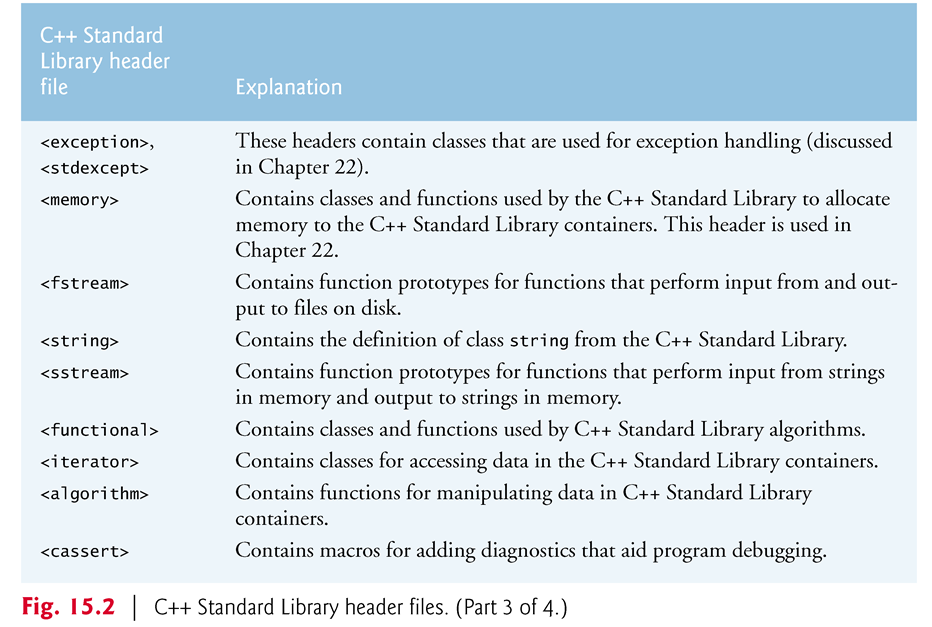 C++ Standard
Library header
file
Explanation
<exception>,
<stdexcept>
These headers contain classes that are used for exception handling (discussed
in Chapter 22).
<memory>
Contains classes and functions used by the C++ Standard Library to allocate
memory to the C++ Standard Library containers. This header is used in
Chapter 22.
<fstream>
Contains function prototypes for functions that perform input from and out-
put to files on disk.
<string>
Contains the definition of class string from the C++ Standard Library.
<sstream>
Contains function prototypes for functions that perform input from strings
in memory and output to strings in memory.
<functional>
Contains classes and functions used by C++ Standard Library algorithms.
<iterator>
Contains classes for accessing data in the C++ Standard Library containers.
<algorithm>
Contains functions for manipulating data in C++ Standard Library
containers.
<cassert>
Contains macros for adding diagnostics that aid program debugging.
Fig. 15.2 | C++ Standard Library header files. (Part 3 of 4.)